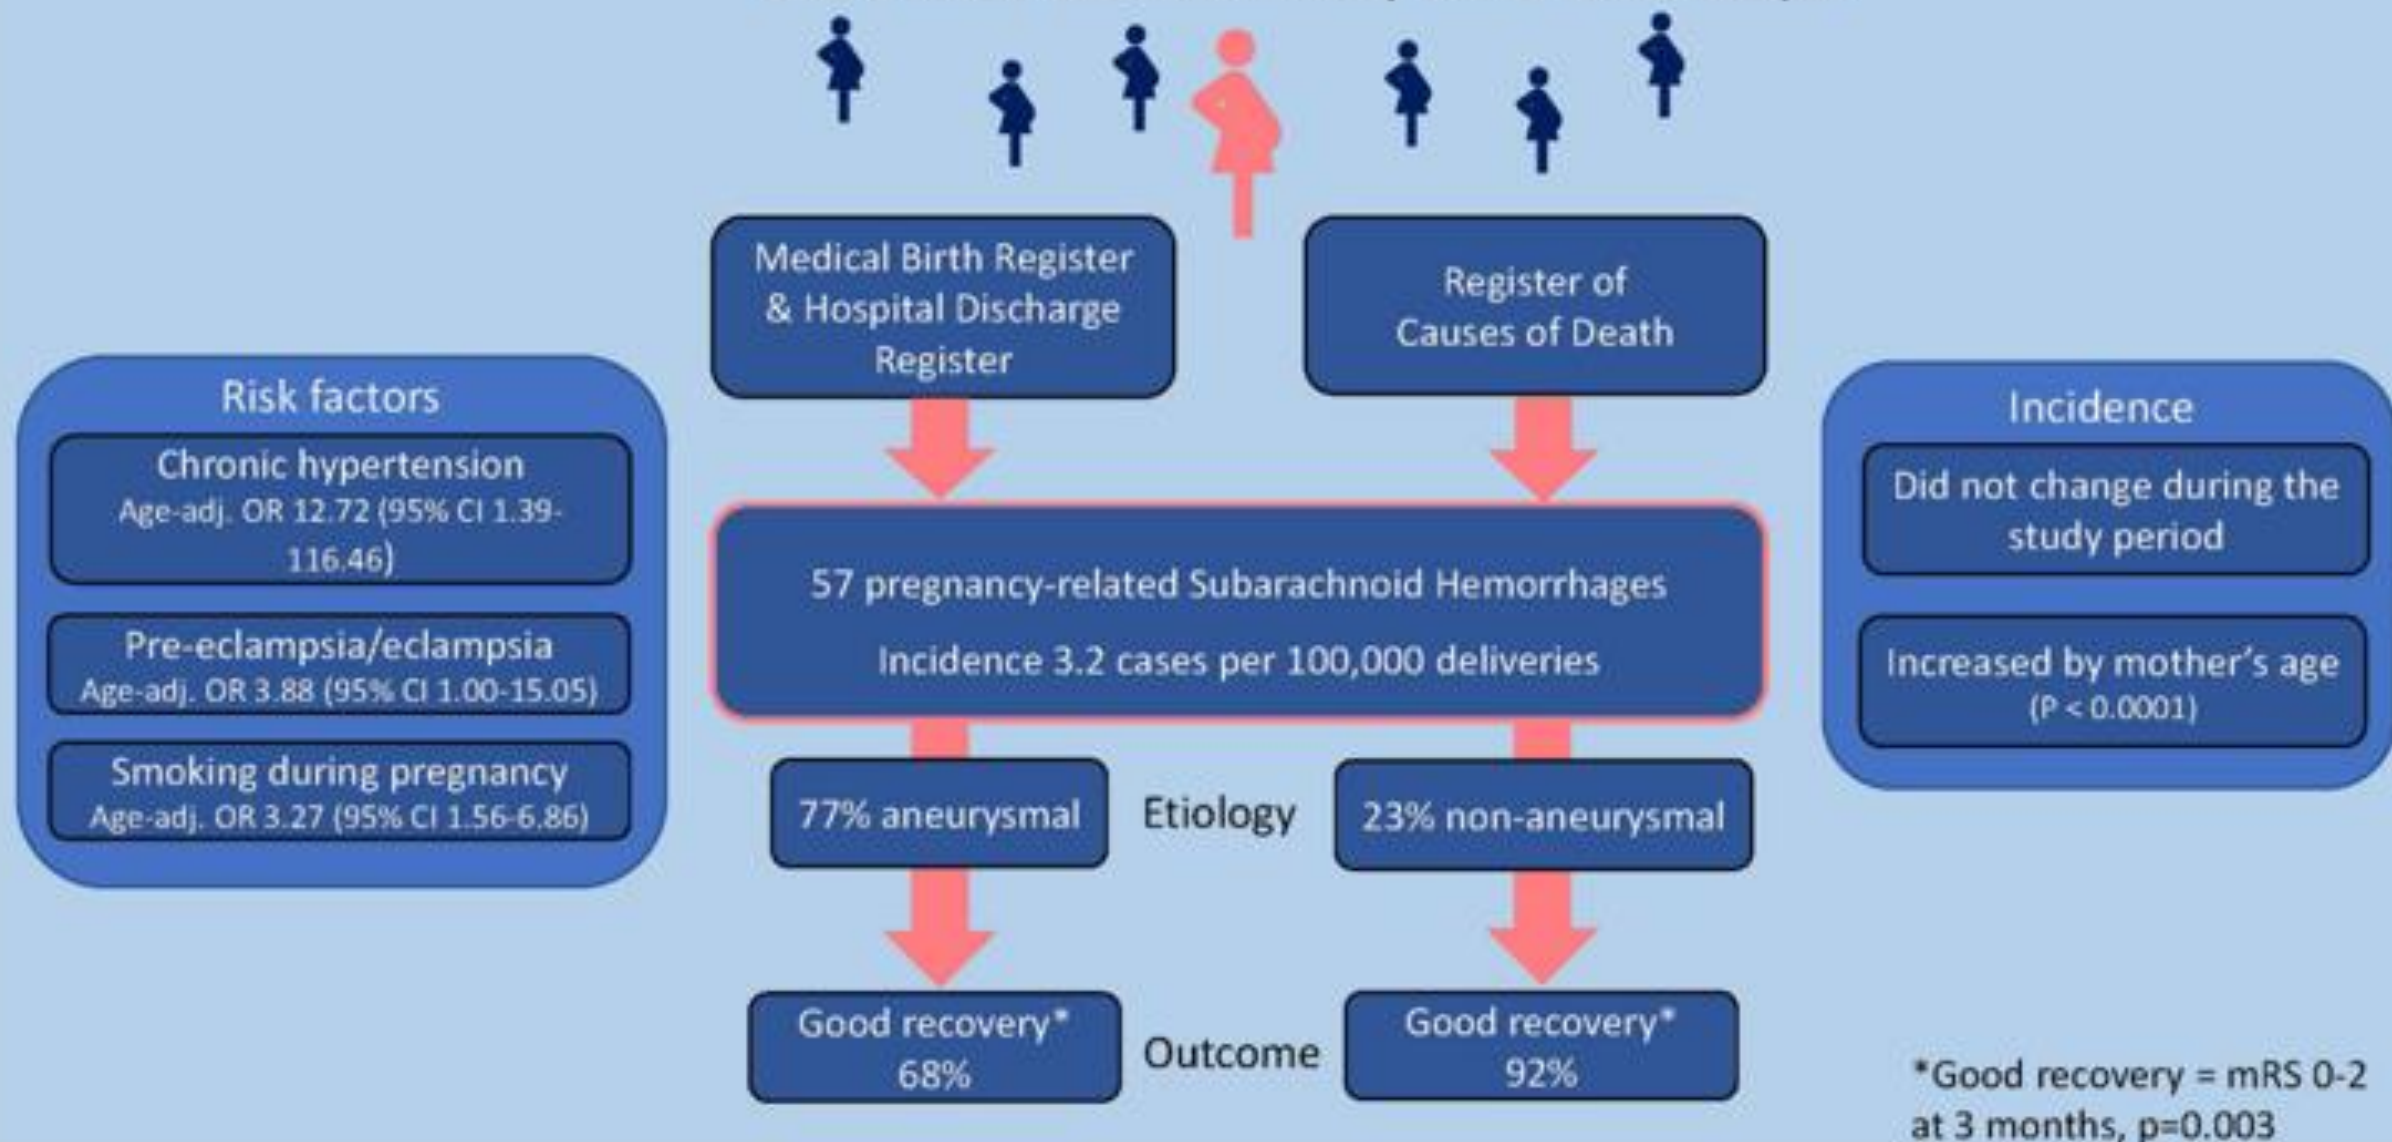 Medical Birth Register
& Hospital Discharge
Register
Register of
Causes of Death
Risk factors
Chronic hypertension
Age-adj. OR 12.72 (95% CI 1.39-
116.46)
Pre-eclampsia/eclampsia
Age-adj. OR 3.88 (95% CI 1.00-15.05)
Smoking during pregnancy
Age-adj. OR 3.27 (95% CI 1.56-6.86)
57 pregnancy-related Subarachnoid Hemorrhages
Incidence 3.2 cases per 100,000 deliveries
Incidence
Did not change during the
study period
Increased by mother's age
(P < 0.0001)
77% aneurysmal
Etiology
23% non-aneurysmal
Good recovery*
68%
Outcome
Good recovery*
92%
*Good recovery = mRS 0-2
at 3 months, p=0.003